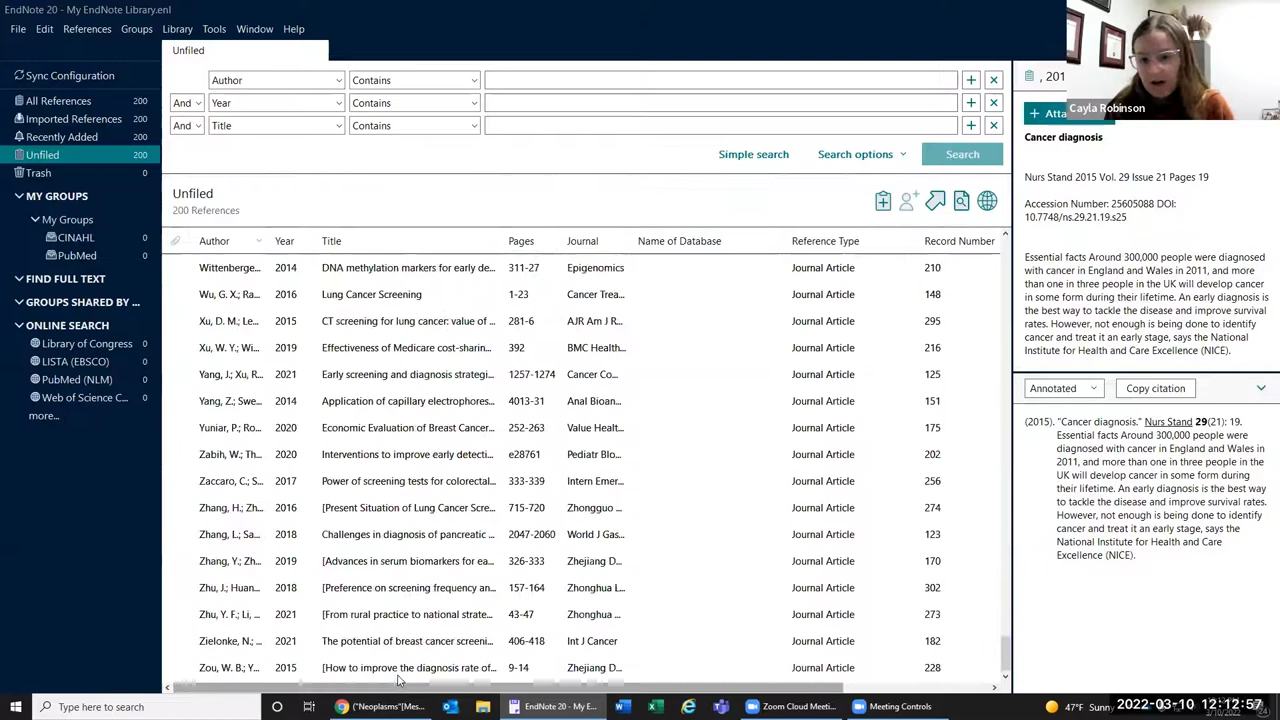 EndNote 20 - My EndNote Library.enl
File Edit References Groups Library Tools Window Help
Sync Configuration
All References 200
Imported References 200
Recently Added 200
Unfiled 200
Trash 0
MY GROUPS
My Groups
CINAHL 0
PubMed 0
FIND FULL TEXT
GROUPS SHARED BY ...
ONLINE SEARCH
Library of Congress 0
LISTA (EBSCO) 0
PubMed (NLM) 0
Web of Science C... 0
more...
Unfiled
Author Contains
And Year Contains
And Title Contains
Simple search Search options Search
Unfiled
200 References
Author Year Title Pages Journal Name of Database Reference Type Record Number
Wittenberge... 2014 DNA methylation markers for early de... 311-27 Epigenomics Journal Article 210
Wu, G. X.; Ra... 2016 Lung Cancer Screening 1-23 Cancer Trea... Journal Article 148
Xu, D. M.; Le... 2015 CT screening for lung cancer: value of ... 281-6 AJR Am J R... Journal Article 295
Xu, W. Y.; Wi... 2019 Effectiveness of Medicare cost-sharin... 392 BMC Health... Journal Article 216
Yang, J.; Xu, R... 2021 Early screening and diagnosis strategi... 1257-1274 Cancer Co... Journal Article 125
Yang, Z.; Swe... 2014 Application of capillary electrophores... 4013-31 Anal Bioan... Journal Article 151
Yuniar, P.; Ro... 2020 Economic Evaluation of Breast Cancer... 252-263 Value Healt... Journal Article 175
Zabih, W.; Th... 2020 Interventions to improve early detecti... e28761 Pediatr Blo... Journal Article 202
Zaccaro, C.; S... 2017 Power of screening tests for colorectal... 333-339 Intern Emer... Journal Article 256
Zhang, H.; Zh... 2016 [Present Situation of Lung Cancer Scre... 715-720 Zhongguo ... Journal Article 274
Zhang, L.; Sa... 2018 Challenges in diagnosis of pancreatic ... 2047-2060 World J Gas... Journal Article 123
Zhang, Y.; Zh... 2019 [Advances in serum biomarkers for ea... 326-333 Zhejiang D... Journal Article 170
Zhu, J.; Huan... 2018 [Preference on screening frequency an... 157-164 Zhonghua L... Journal Article 302
Zhu, Y. F.; Li, ... 2021 [From rural practice to national strate... 43-47 Zhonghua ... Journal Article 273
Zielonke, N.; ... 2021 The potential of breast cancer screeni... 406-418 Int J Cancer Journal Article 182
Zou, W. B.; Y... 2015 [How to improve the diagnosis rate of... 9-14 Zhejiang D... Journal Article 228
, 201
Cayla Robinson
+ Atta
Cancer diagnosis
Nurs Stand 2015 Vol. 29 Issue 21 Pages 19
Accession Number: 25605088 DOI:
10.7748/ns.29.21.19.s25
Essential facts Around 300,000 people were diagnosed
with cancer in England and Wales in 2011, and more
than one in three people in the UK will develop cancer
in some form during their lifetime. An early diagnosis is
the best way to tackle the disease and improve survival
rates. However, not enough is being done to identify
cancer and treat it an early stage, says the National
Institute for Health and Care Excellence (NICE).
Annotated Copy citation
(2015). "Cancer diagnosis." Nurs Stand 29(21): 19.
Essential facts Around 300,000 people were
diagnosed with cancer in England and Wales in
2011, and more than one in three people in the
UK will develop cancer in some form during
their lifetime. An early diagnosis is the best way
to tackle the disease and improve survival rates.
However, not enough is being done to identify
cancer and treat it an early stage, says the
National Institute for Health and Care
Excellence (NICE).
Type here to search ("Neoplasms"[Mes... EndNote 20 - My E... Zoom Cloud Meeti... Meeting Controls 47°F Sunny
2022-03-10 12:12:57